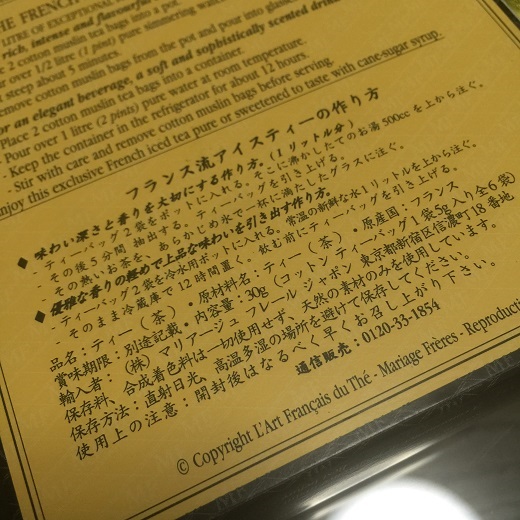 THE FRENCH
LITRE OF EXCEPTIONAL
rich, intense and flavourful
2 cotton muslin tea bags into a pot.
over 1/2 litre (1 pint) pure simmering water
steep about 5 minutes.
remove cotton muslin bags from the pot and pour into glasses
for an elegant beverage, a soft and sophistically scented drink
- Place 2 cotton muslin tea bags into a container.
- Pour over 1 litre (2 pints) pure water at room temperature.
- Keep the container in the refrigerator for about 12 hours.
- Stir with care and remove cotton muslin bags before serving.
Enjoy this exclusive French iced tea pure or sweetened to taste with cane-sugar syrup.
フランス流アイスティーの作り方
◆ 味わい深さと香りを大切にする作り方。(1リットル分)
- ティーバッグ2袋をポットに入れる。そこに沸かしたてのお湯500ccを上から注ぐ。
- その後5分間 抽出する。ティーバッグを引き上げる。
- その熱いお茶を、あらかじめ氷を一杯に満たしたグラスに注ぐ。
◆ 優雅な香りの軽めで上品な味わいを引き出す作り方。
- ティーバッグ2袋を冷水用ポットに入れる。常温の新鮮な水1リットルを上から注ぐ。
- そのまま冷蔵庫で12時間置く。飲む前にティーバッグを引き上げる。
品名：ティー(茶)・原材料名：ティー(茶)・原産国：フランス
賞味期限：別途記載・内容量：30g(コットンティーバッグ1袋5g入り全6袋)
輸入者：(株)マリアージュ フレール ジャポン 東京都新宿区信濃町18番地
保存料、合成着色料は一切使用せず、天然の素材のみを使用しています。
保存方法：直射日光、高温多湿の場所を避けて保存してください。
使用上の注意：開封後はなるべく早くお召し上がり下さい。
通信販売：0120-33-1854
© Copyright L'Art Français du Thé · Mariage Frères - Reproduction